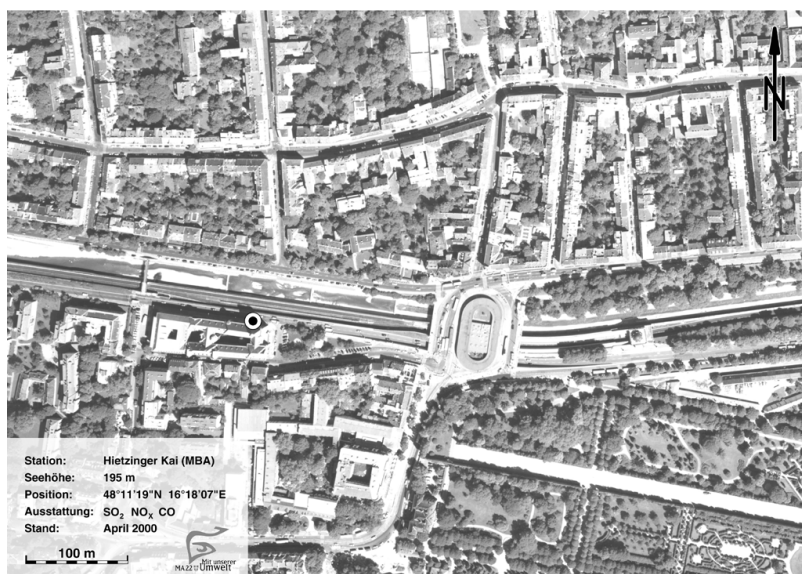 N
Station: Hietzinger Kai (MBA)
Seehöhe: 195 m
Position: 48°11'19"N 16°18'07"E
Ausstattung: SO₂ NOₓ CO
Stand: April 2000
100 m
Mit unserer
MA22 Umwelt